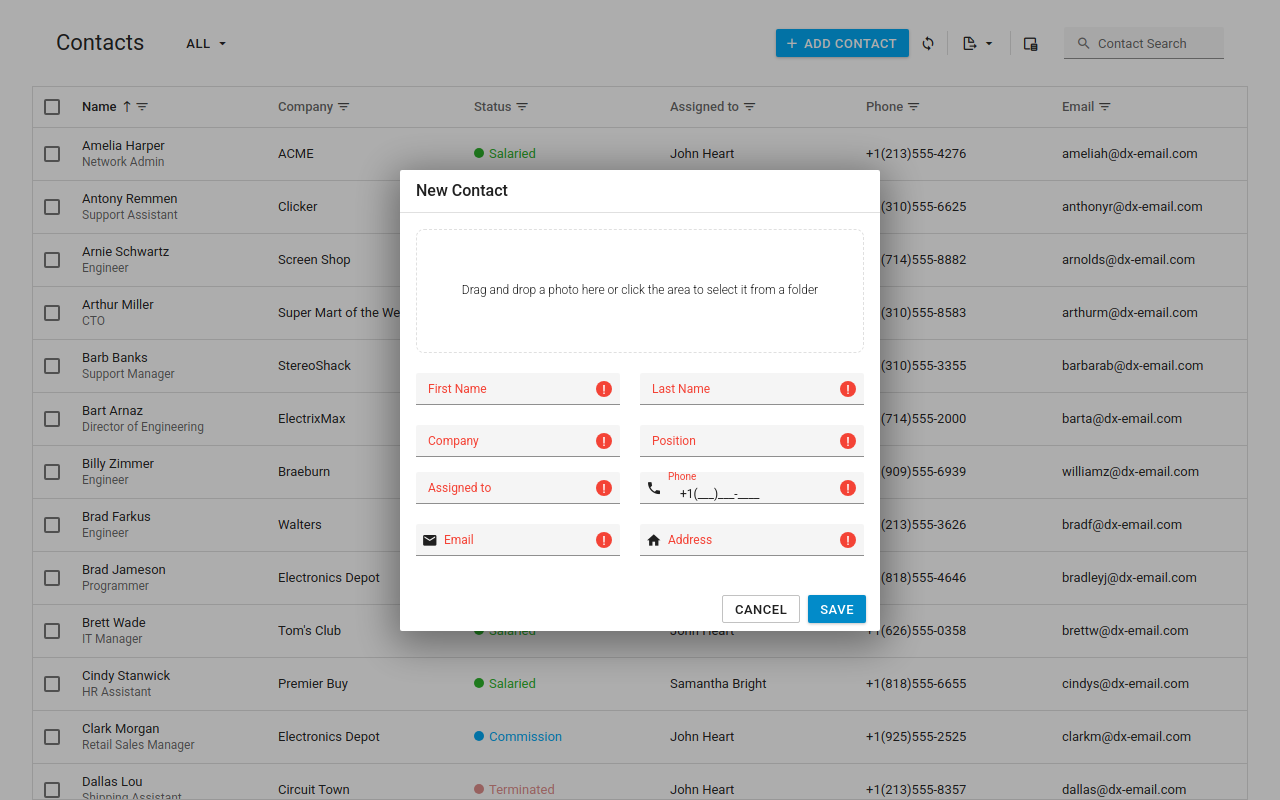 Contacts
ALL
+ ADD CONTACT
Contact Search
Name Company Status Assigned to Phone Email
Amelia Harper
Network Admin
ACME
Salaried
John Heart
+1(213)555-4276
ameliah@dx-email.com
Antony Remmen
Support Assistant
Clicker
(310)555-6625
anthonyr@dx-email.com
Arnie Schwartz
Engineer
Screen Shop
(714)555-8882
arnolds@dx-email.com
Arthur Miller
CTO
Super Mart of the We
(310)555-8583
arthurm@dx-email.com
Barb Banks
Support Manager
StereoShack
(310)555-3355
barbarab@dx-email.com
Bart Arnaz
Director of Engineering
ElectrixMax
(714)555-2000
barta@dx-email.com
Billy Zimmer
Engineer
Braeburn
(909)555-6939
williamz@dx-email.com
Brad Farkus
Engineer
Walters
(213)555-3626
bradf@dx-email.com
Brad Jameson
Programmer
Electronics Depot
(818)555-4646
bradleyj@dx-email.com
Brett Wade
IT Manager
Tom's Club
Salaried
John Heart
+1(626)555-0358
brettw@dx-email.com
Cindy Stanwick
HR Assistant
Premier Buy
Salaried
Samantha Bright
+1(818)555-6655
cindys@dx-email.com
Clark Morgan
Retail Sales Manager
Electronics Depot
Commission
John Heart
+1(925)555-2525
clarkm@dx-email.com
Dallas Lou
Shipping Assistant
Circuit Town
Terminated
John Heart
+1(213)555-8357
dallas@dx-email.com
New Contact
Drag and drop a photo here or click the area to select it from a folder
First Name
Last Name
Company
Position
Assigned to
Phone
+1(___)___-____
Email
Address
CANCEL
SAVE